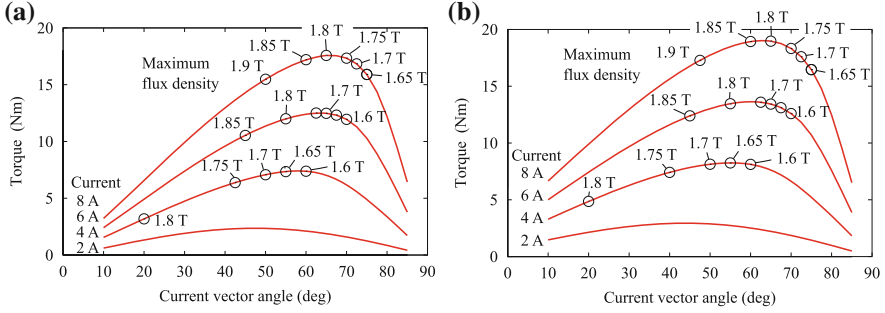 (a)
20
15
10
5
0
Torque (Nm)
Maximum
flux density
1.9 T
1.85 T
1.8 T
1.75 T
1.7 T
1.65 T
1.85 T
1.8 T
1.7 T
1.6 T
1.75 T
1.7 T
1.65 T
1.6 T
1.8 T
Current
8 A
6 A
4 A
2 A
0 10 20 30 40 50 60 70 80 90
Current vector angle (deg)
(b)
20
15
10
5
0
Torque (Nm)
Maximum
flux density
1.9 T
1.85 T
1.8 T
1.75 T
1.7 T
1.65 T
1.85 T
1.8 T
1.7 T
1.6 T
1.8 T
1.75 T
1.7 T
1.65 T
1.6 T
Current
8 A
6 A
4 A
2 A
0 10 20 30 40 50 60 70 80 90
Current vector angle (deg)